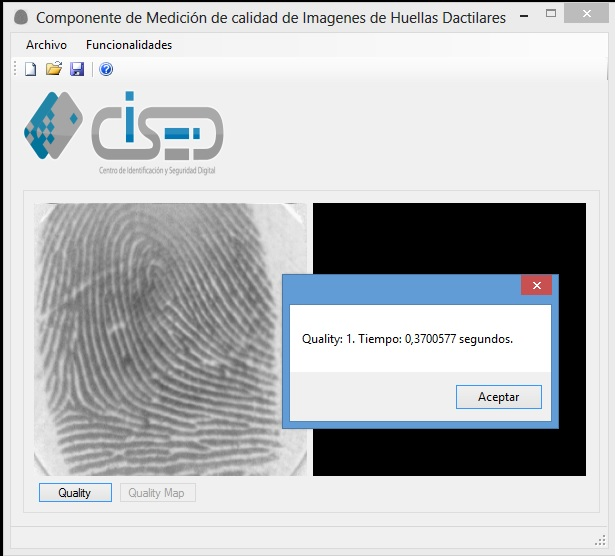 Componente de Medición de calidad de Imagenes de Huellas Dactilares
Archivo Funcionalidades
CISED
Centro de Identificación y Seguridad Digital
Quality: 1. Tiempo: 0,3700577 segundos.
Aceptar
Quality Quality Map